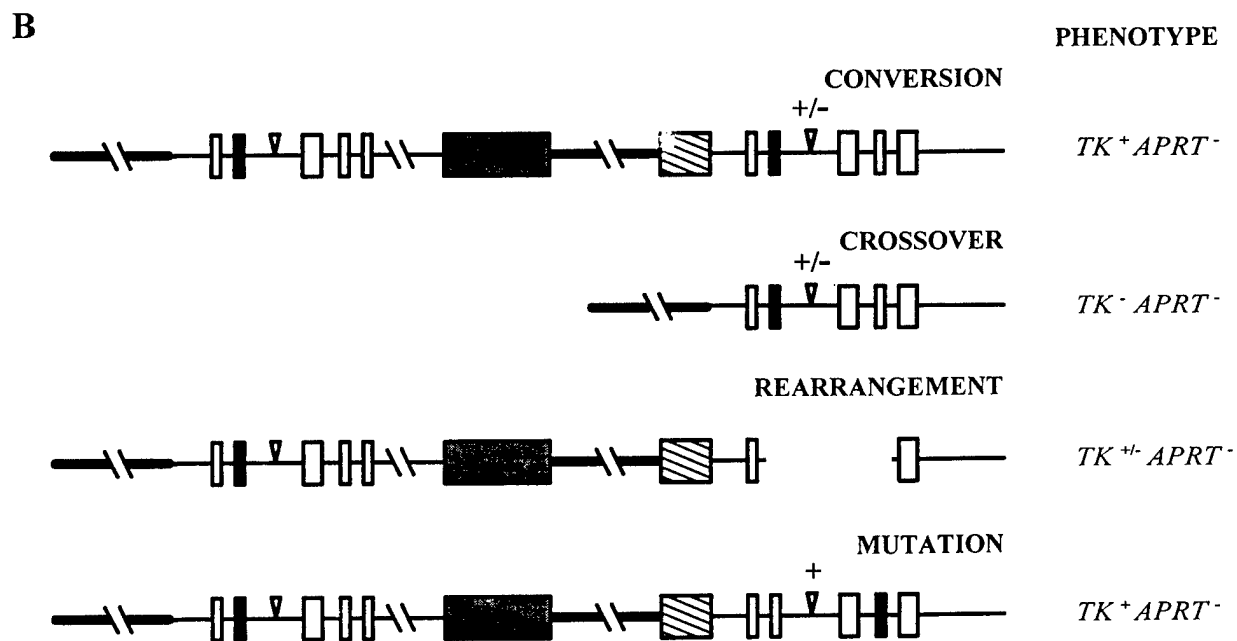 B
PHENOTYPE
CONVERSION
+/-
TK + APRT -
CROSSOVER
+/-
TK - APRT -
REARRANGEMENT
TK +/- APRT -
MUTATION
+
TK + APRT -